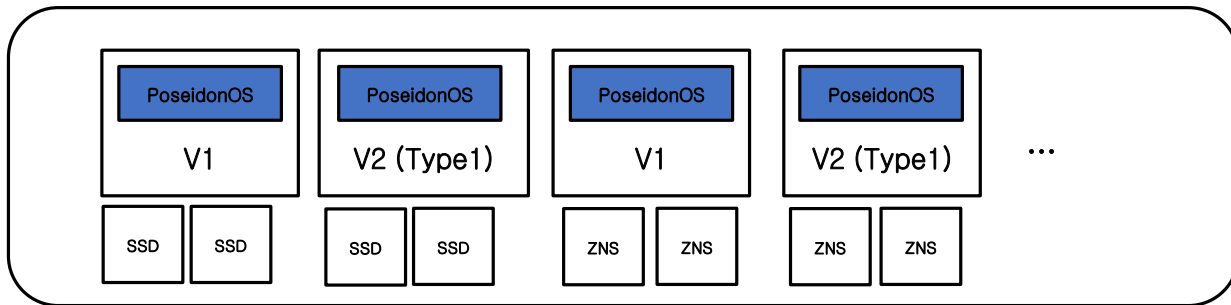 PoseidonOS PoseidonOS PoseidonOS PoseidonOS
V1 V2 (Type1) V1 V2 (Type1) ...
SSD SSD SSD SSD ZNS ZNS ZNS ZNS